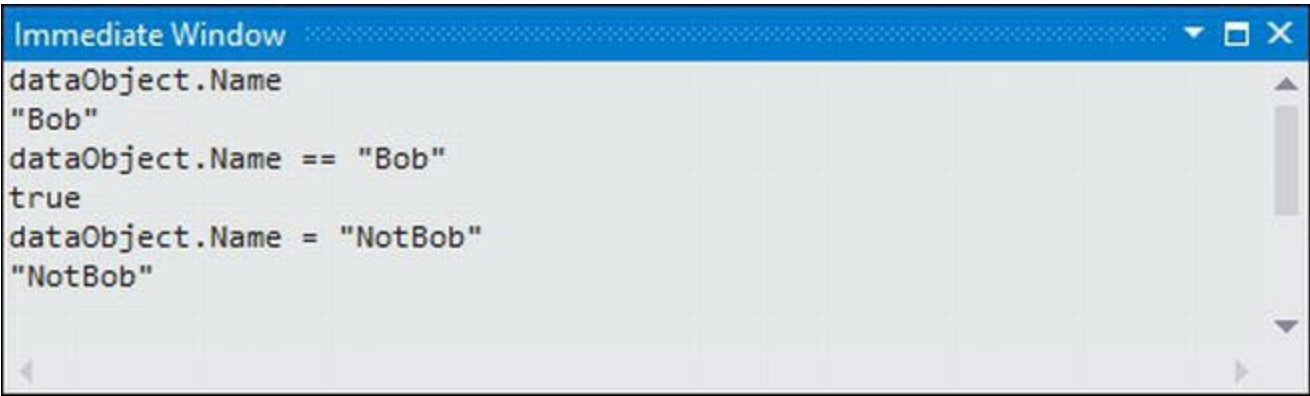 Immediate Window
dataObject.Name
"Bob"
dataObject.Name == "Bob"
true
dataObject.Name = "NotBob"
"NotBob"